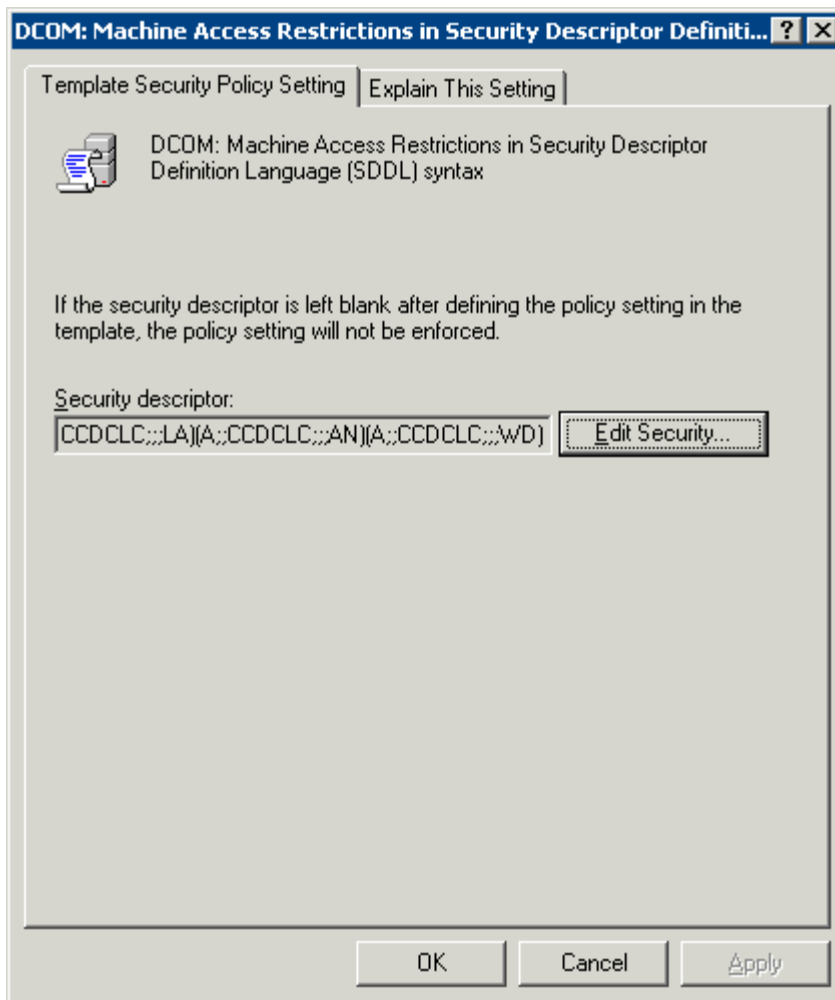 DCOM: Machine Access Restrictions in Security Descriptor Definiti...
Template Security Policy Setting
Explain This Setting
DCOM: Machine Access Restrictions in Security Descriptor
Definition Language (SDDL) syntax
If the security descriptor is left blank after defining the policy setting in the
template, the policy setting will not be enforced.
Security descriptor:
CCDCLC;;;LA)(A;;CCDCLC;;;AN)(A;;CCDCLC;;;WD)
Edit Security...
OK
Cancel
Apply